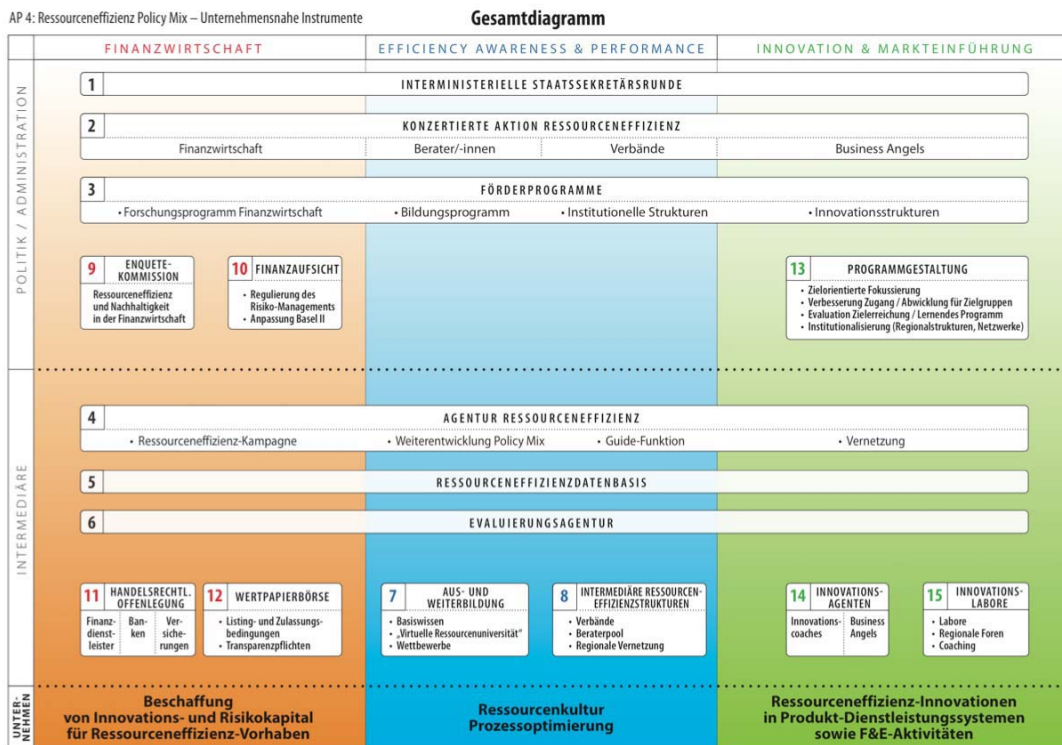 AP 4: Ressourceneffizienz Policy Mix – Unternehmensnahe Instrumente
Gesamtdiagramm
FINANZWIRTSCHAFT
EFFICIENCY AWARENESS & PERFORMANCE
INNOVATION & MARKTEINFÜHRUNG
POLITIK / ADMINISTRATION
1 INTERMINISTERIELLE STAATSSEKRETÄRSRUNDE
2 KONZERTIERTE AKTION RESSOURCENEFFIZIENZ
Finanzwirtschaft Berater/-innen Verbände Business Angels
3 FÖRDERPROGRAMME
• Forschungsprogramm Finanzwirtschaft • Bildungsprogramm • Institutionelle Strukturen • Innovationsstrukturen
9 ENQUETE-
KOMMISSION
Ressourceneffizienz
und Nachhaltigkeit
in der Finanzwirtschaft
10 FINANZAUFSICHT
• Regulierung des
Risiko-Managements
• Anpassung Basel II
13 PROGRAMMGESTALTUNG
• Zielorientierte Fokussierung
• Verbesserung Zugang / Abwicklung für Zielgruppen
• Evaluation Zielerreichung / Lernendes Programm
• Institutionalisierung (Regionalstrukturen, Netzwerke)
INTERMEDIÄRE
4 AGENTUR RESSOURCENEFFIZIENZ
• Ressourceneffizienz-Kampagne • Weiterentwicklung Policy Mix • Guide-Funktion • Vernetzung
5 RESSOURCENEFFIZIENZDATENBASIS
6 EVALUIERUNGSAGENTUR
11 HANDELSRECHTL.
OFFENLEGUNG
Finanz-
dienst-
leister
Ban-
ken
Ver-
siche-
rungen
12 WERTPAPIERBÖRSE
• Listing- und Zulassungs-
bedingungen
• Transparenzpflichten
7 AUS- UND
WEITERBILDUNG
• Basiswissen
• „Virtuelle Ressourcenuniversität“
• Wettbewerbe
8 INTERMEDIÄRE RESSOURCEN-
EFFIZIENZSTRUKTUREN
• Verbände
• Beraterpool
• Regionale Vernetzung
14 INNOVATIONS-
AGENTEN
Innovations-
coaches
Business
Angels
15 INNOVATIONS-
LABORE
• Labore
• Regionale Foren
• Coaching
UNTER-
NEHMEN
Beschaffung
von Innovations- und Risikokapital
für Ressourceneffizienz-Vorhaben
Ressourcenkultur
Prozessoptimierung
Ressourceneffizienz-Innovationen
in Produkt-Dienstleistungssystemen
sowie F&E-Aktivitäten